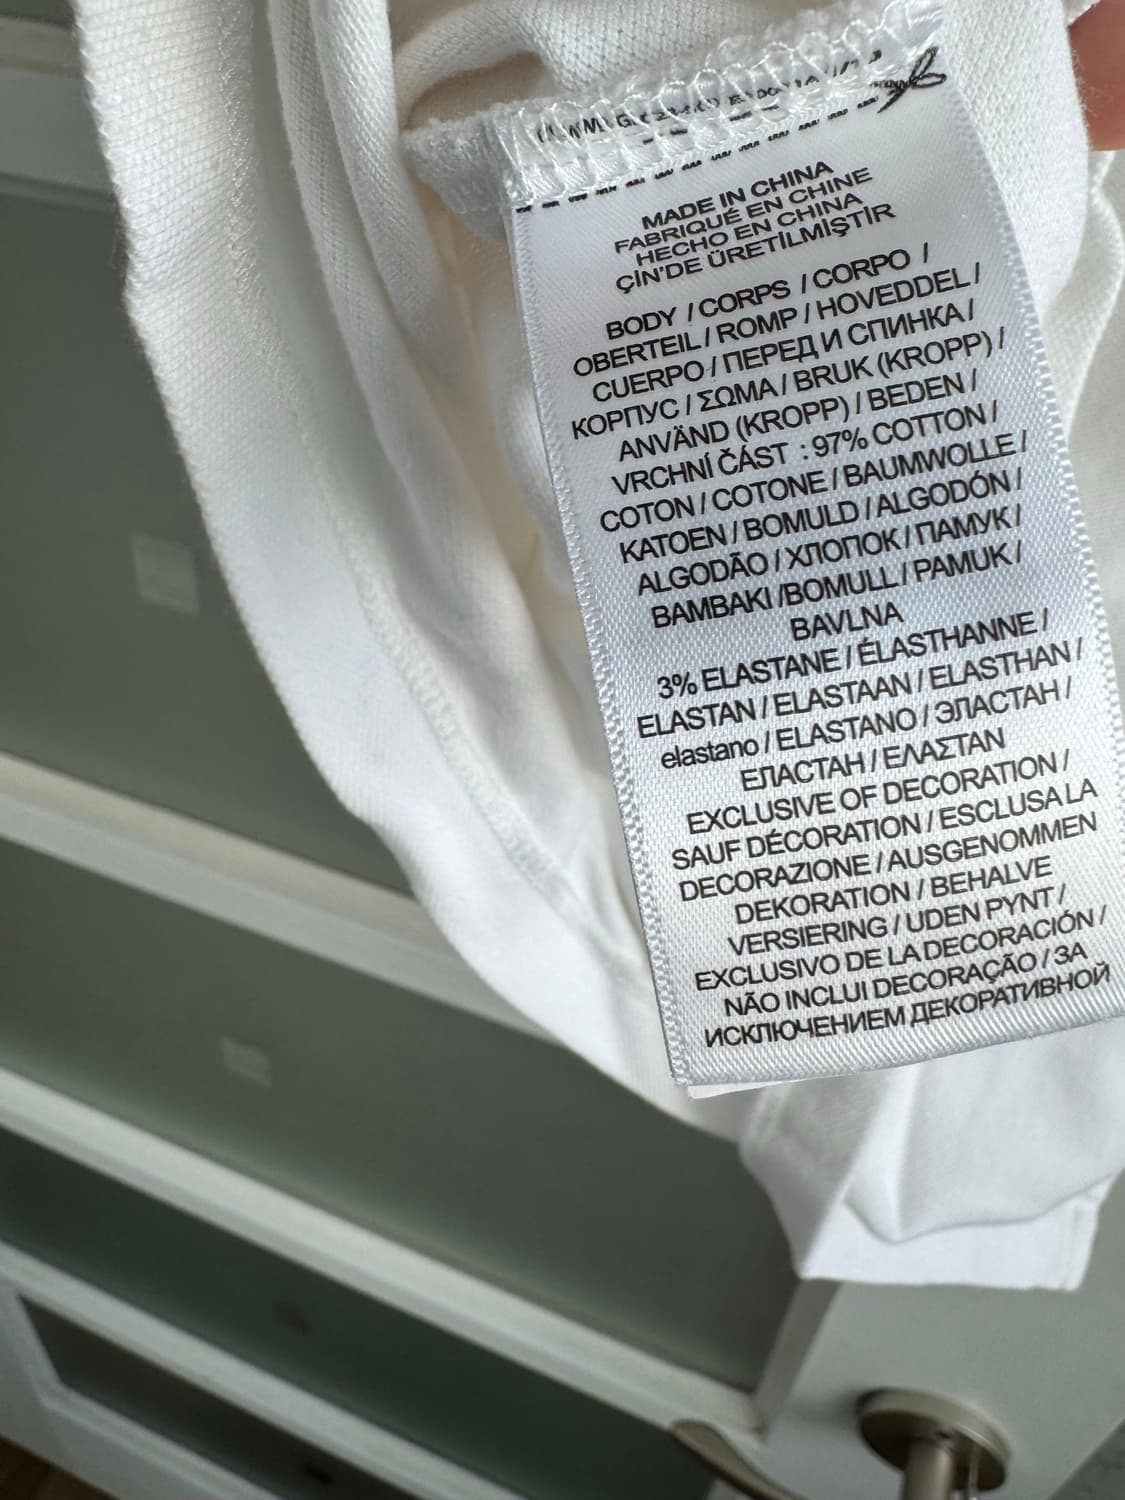 MADE IN CHINA
FABRIQUÉ EN CHINE
HECHO EN CHINA
ÇİN'DE ÜRETİLMİŞTİR
BODY / CORPS / CORPO /
OBERTEIL / ROMP / HOVEDDEL /
CUERPO / ПЕРЕД И СПИНКА /
КОРПУС / ΣΩΜΑ / BRUK (KROPP) /
ANVÄND (KROPP) / BEDEN /
VRCHNÍ ČÁST : 97% COTTON /
COTON / COTONE / BAUMWOLLE /
KATOEN / BOMULD / ALGODÓN /
ALGODÃO / ХЛОПОК / ПАМУК /
BAMBAKI /BOMULL / PAMUK /
BAVLNA
3% ELASTANE / ÉLASTHANNE /
ELASTAN / ELASTAAN / ELASTHAN /
elastano / ELASTANO / ЭЛАСТАН /
ЕЛАСТАН / ΕΛΑΣΤΑΝ
EXCLUSIVE OF DECORATION /
SAUF DÉCORATION / ESCLUSA LA
DECORAZIONE / AUSGENOMMEN
DEKORATION / BEHALVE
VERSIERING / UDEN PYNT /
EXCLUSIVO DE LA DECORACIÓN /
NÃO INCLUI DECORAÇÃO / ЗА
ИСКЛЮЧЕНИЕМ ДЕКОРАТИВНОЙ